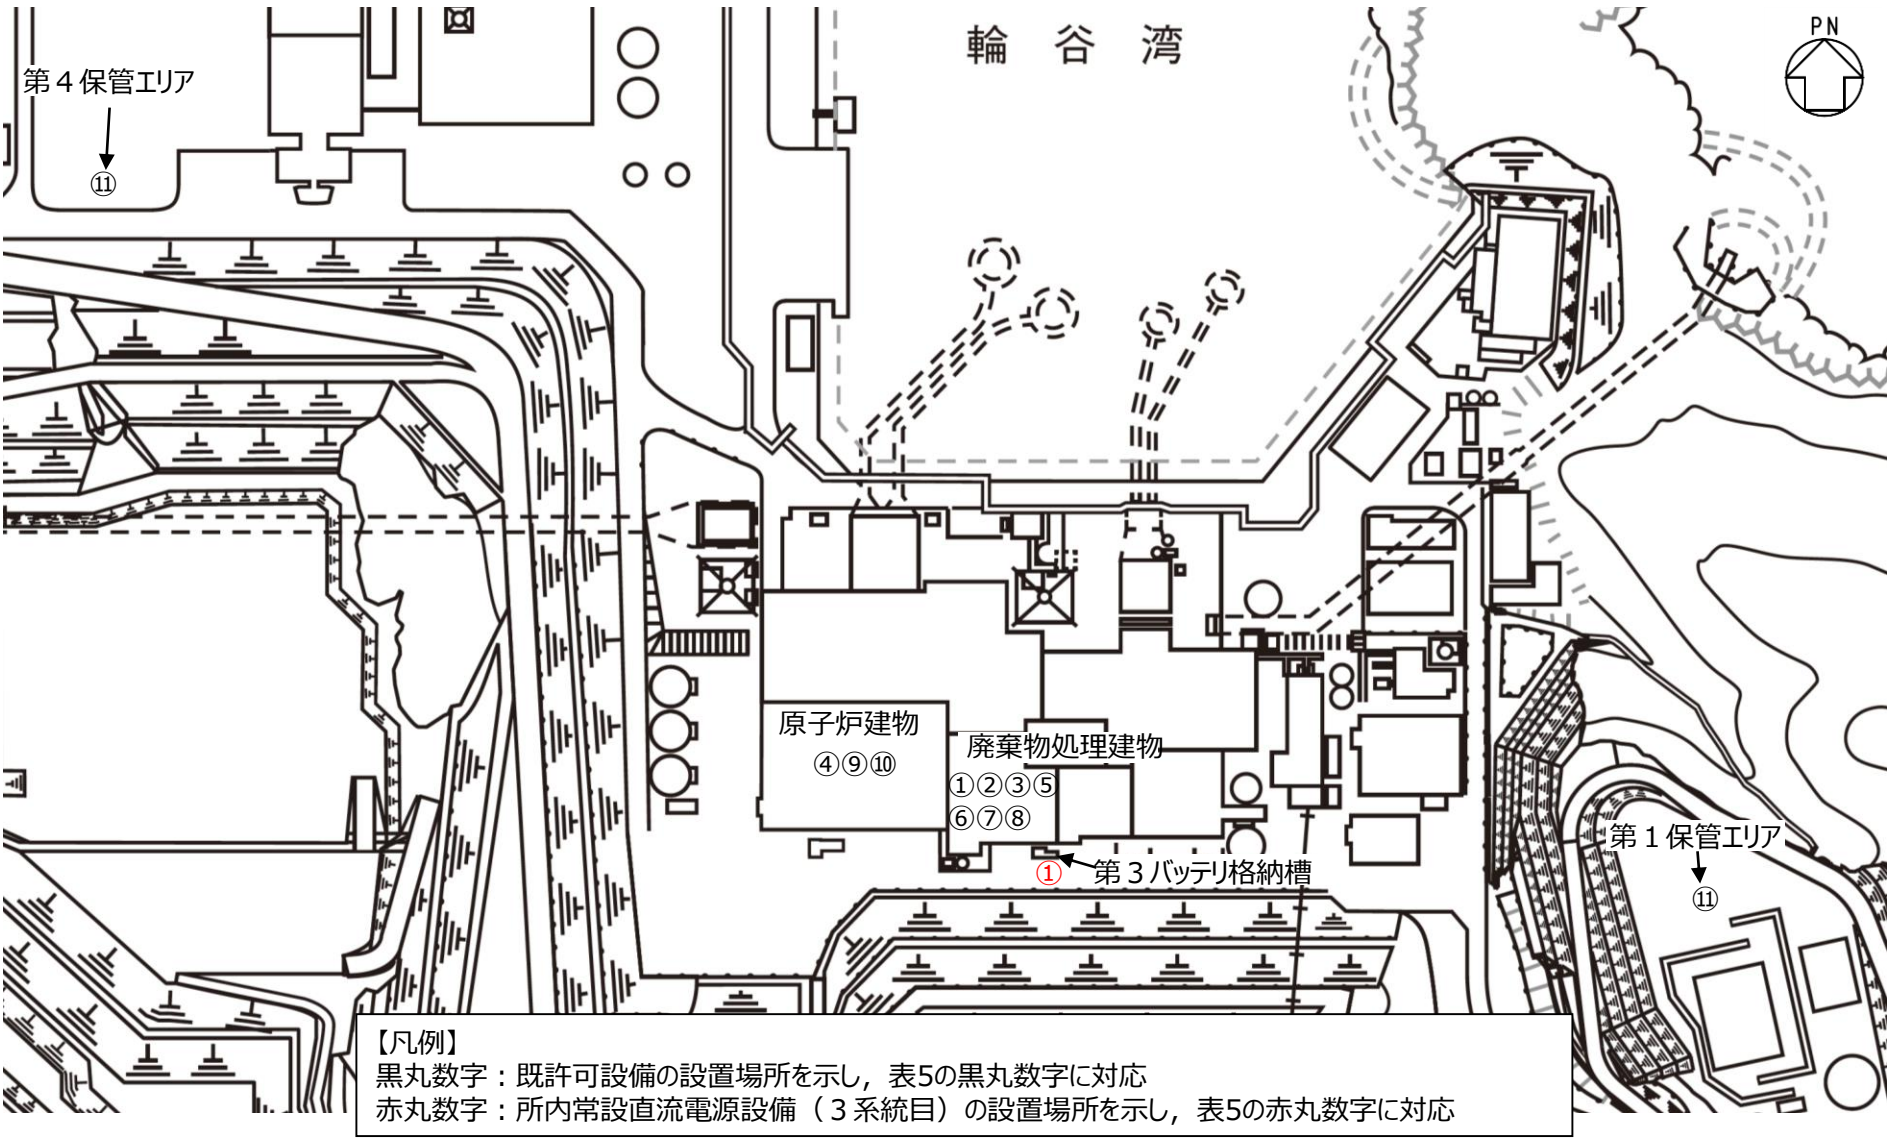 輪谷湾
PN
第４保管エリア
⑪
原子炉建物
④⑨⑩
廃棄物処理建物
①②③⑤
⑥⑦⑧
①
第３バッテリ格納槽
第１保管エリア
⑪
【凡例】
黒丸数字：既許可設備の設置場所を示し，表5の黒丸数字に対応
赤丸数字：所内常設直流電源設備（３系統目）の設置場所を示し，表5の赤丸数字に対応